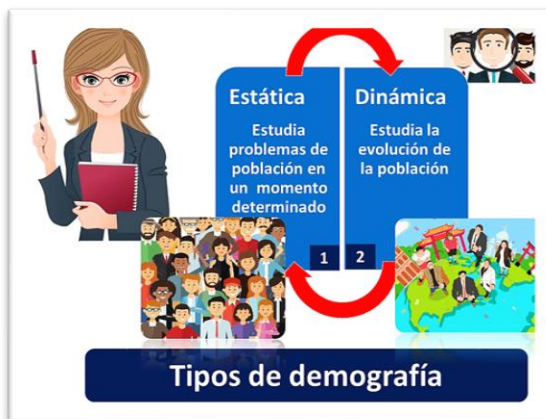 Estática
Estudia
problemas de
población en
un momento
determinado
1
Dinámica
Estudia la
evolución de
la población
2
Tipos de demografía